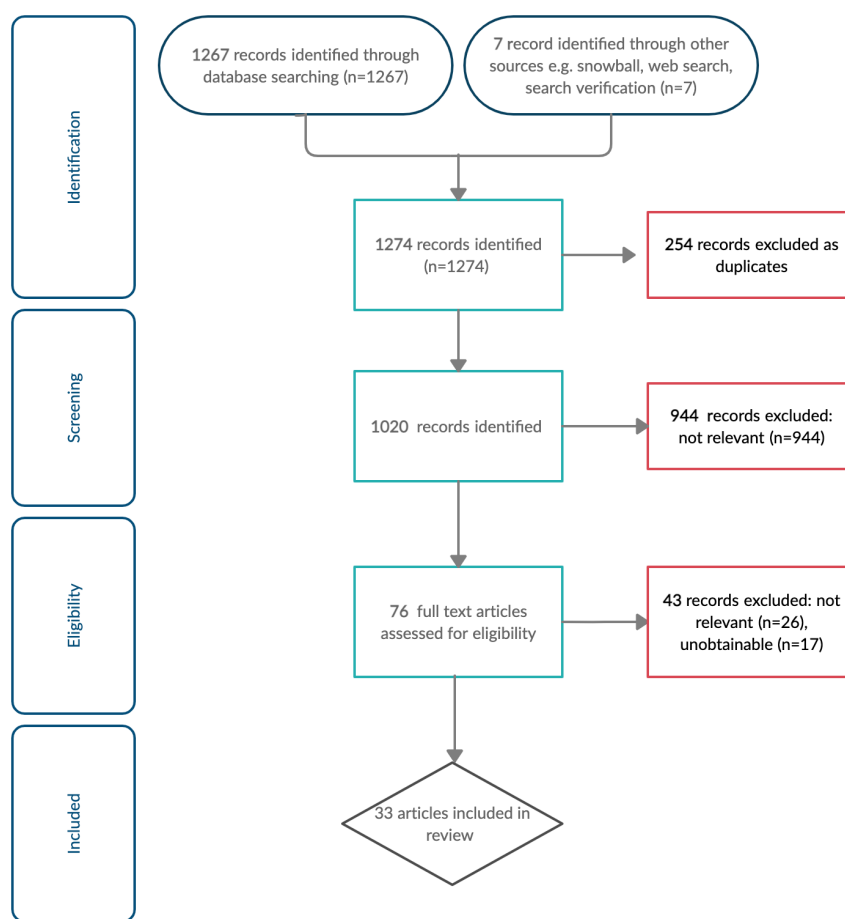 1267 records identified through
database searching (n=1267)
7 record identified through other
sources e.g. snowball, web search,
search verification (n=7)
Identification
1274 records identified
(n=1274)
254 records excluded as
duplicates
Screening
1020 records identified
944 records excluded:
not relevant (n=944)
Eligibility
76 full text articles
assessed for eligibility
43 records excluded: not
relevant (n=26),
unobtainable (n=17)
Included
33 articles included in
review